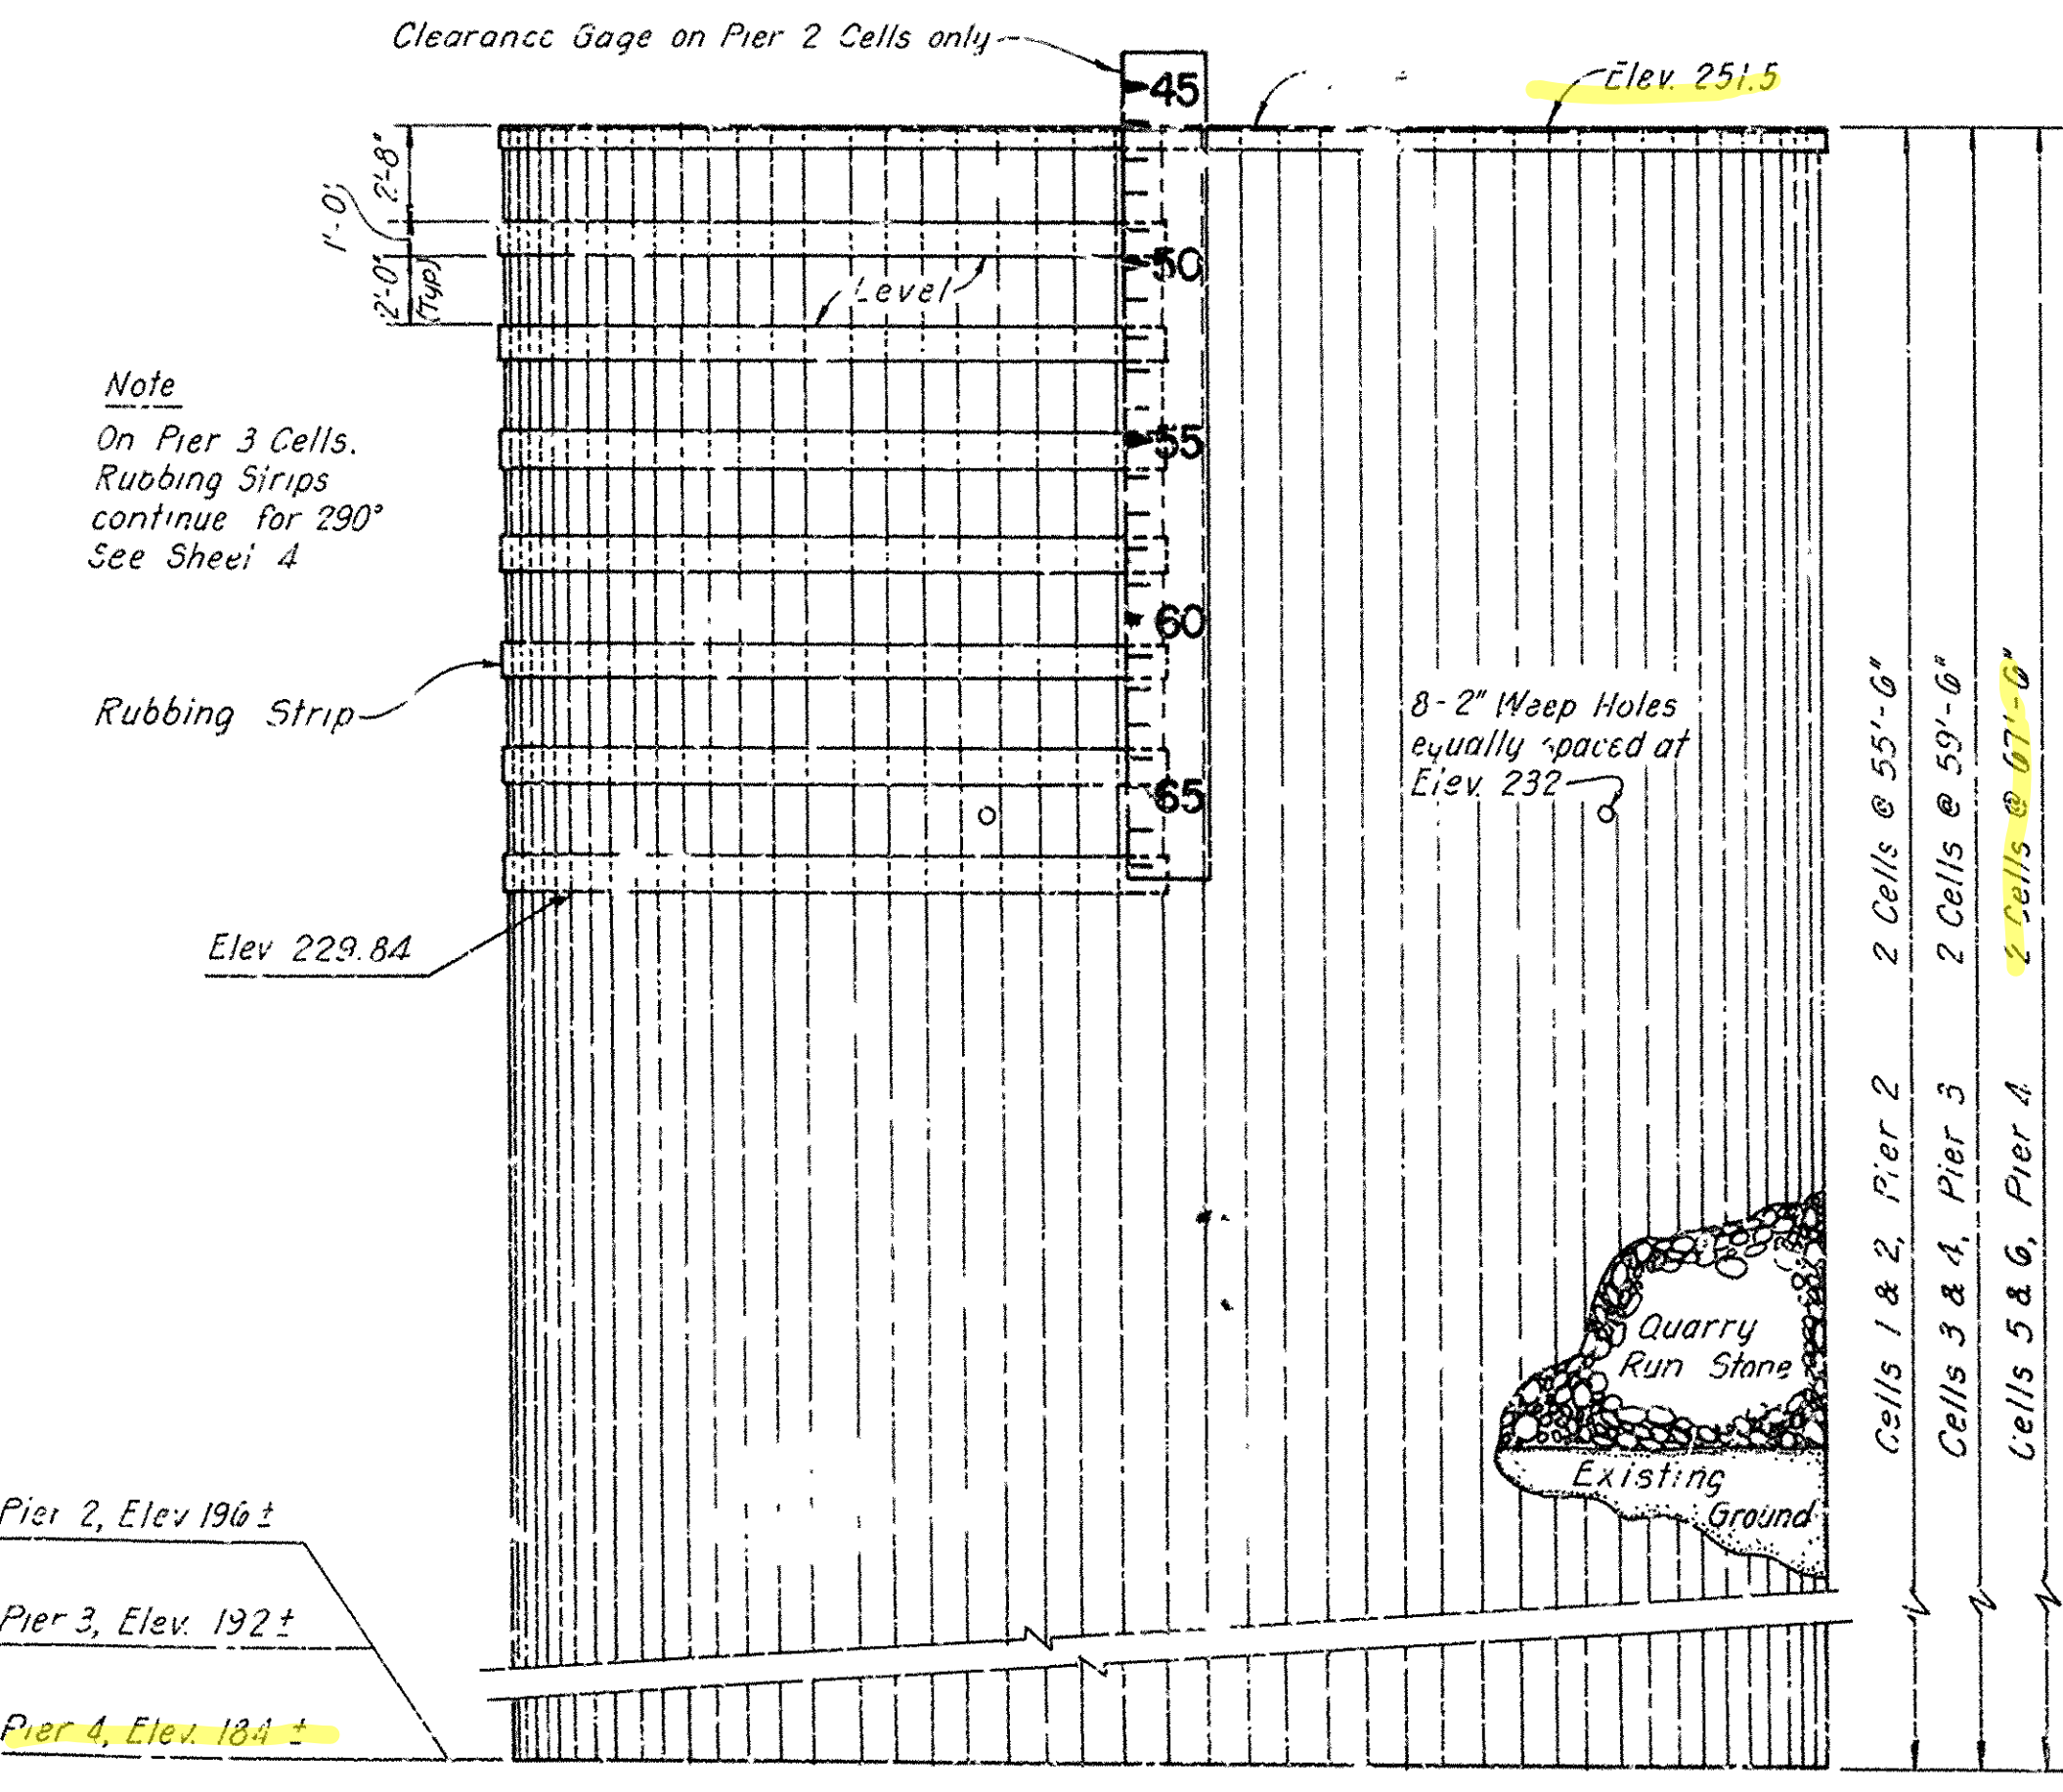 Clearance Gage on Pier 2 Cells only
Elev. 251.5
45
50
55
60
65
2'-8"
1'-0"
2'-0"
(Typ)
Level
Note
On Pier 3 Cells.
Rubbing Strips
continue for 290°
See Sheet 4
Rubbing Strip
8-2" Weep Holes
equally spaced at
Elev. 232
Elev 229.84
Quarry
Run Stone
Existing
Ground
Cells 1 & 2, Pier 2 2 Cells @ 55'-6"
Cells 3 & 4, Pier 3 2 Cells @ 59'-6"
Cells 5 & 6, Pier 4 2 Cells @ 67'-6"
Pier 2, Elev 196 ±
Pier 3, Elev. 192 ±
Pier 4, Elev. 184 ±